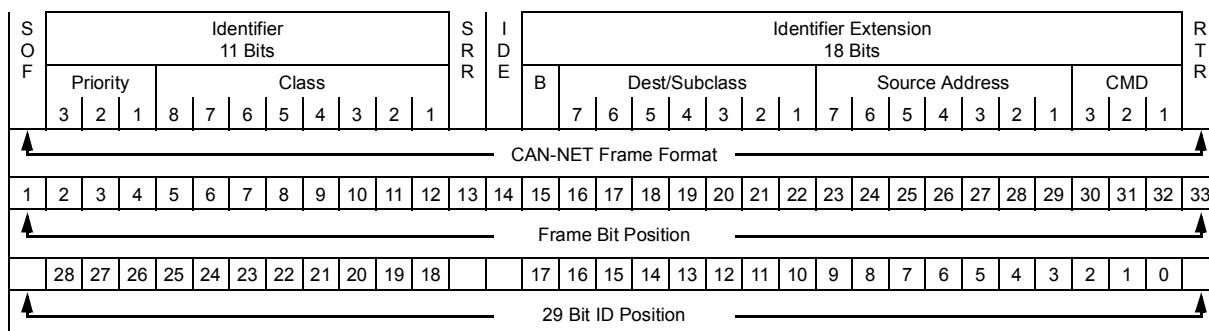 SOF Identifier SRR IDE Identifier Extension RTR
11 Bits 18 Bits
Priority Class B Dest/Subclass Source Address CMD
3 2 1 8 7 6 5 4 3 2 1 7 6 5 4 3 2 1 7 6 5 4 3 2 1 3 2 1
CAN-NET Frame Format
1 2 3 4 5 6 7 8 9 10 11 12 13 14 15 16 17 18 19 20 21 22 23 24 25 26 27 28 29 30 31 32 33
Frame Bit Position
28 27 26 25 24 23 22 21 20 19 18 17 16 15 14 13 12 11 10 9 8 7 6 5 4 3 2 1 0
29 Bit ID Position